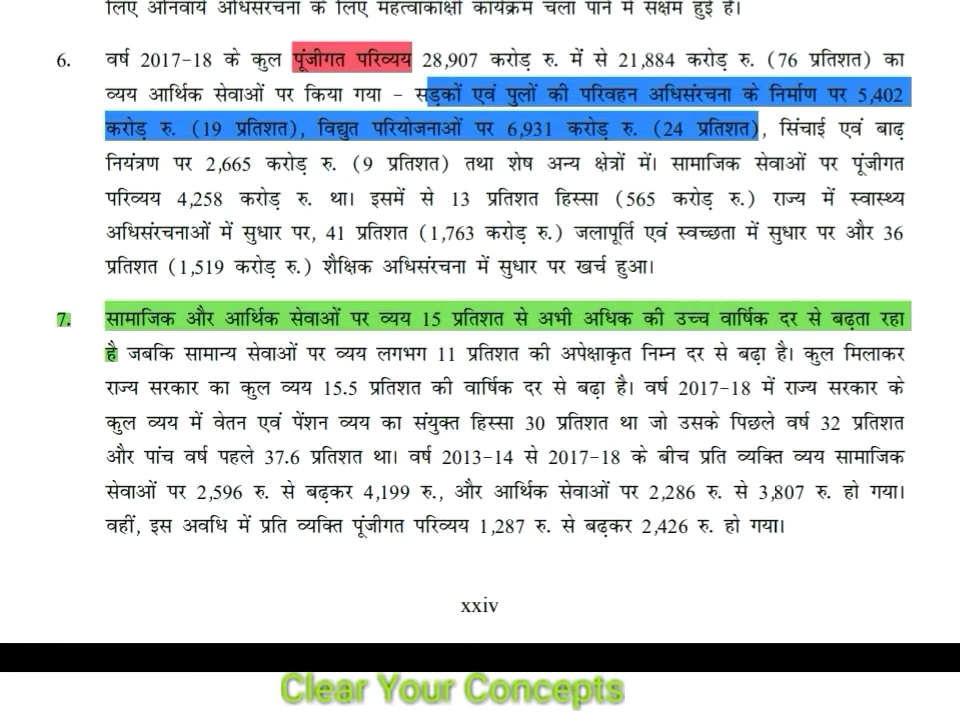 लिए अनिवार्य अधिसंरचना के लिए महत्वाकांक्षी कार्यक्रम चला पाने में सक्षम हुई है।
6. वर्ष 2017-18 के कुल पूंजीगत परिव्यय 28,907 करोड़ रु. में से 21,884 करोड़ रु. (76 प्रतिशत) का
व्यय आर्थिक सेवाओं पर किया गया – सड़कों एवं पुलों की परिवहन अधिसंरचना के निर्माण पर 5,402
करोड़ रु. (19 प्रतिशत), विद्युत परियोजनाओं पर 6,931 करोड़ रु. (24 प्रतिशत), सिंचाई एवं बाढ़
नियंत्रण पर 2,665 करोड़ रु. (9 प्रतिशत) तथा शेष अन्य क्षेत्रों में। सामाजिक सेवाओं पर पूंजीगत
परिव्यय 4,258 करोड़ रु. था। इसमें से 13 प्रतिशत हिस्सा (565 करोड़ रु.) राज्य में स्वास्थ्य
अधिसंरचनाओं में सुधार पर, 41 प्रतिशत (1,763 करोड़ रु.) जलापूर्ति एवं स्वच्छता में सुधार पर और 36
प्रतिशत (1,519 करोड़ रु.) शैक्षिक अधिसंरचना में सुधार पर खर्च हुआ।
7. सामाजिक और आर्थिक सेवाओं पर व्यय 15 प्रतिशत से अभी अधिक की उच्च वार्षिक दर से बढ़ता रहा
है जबकि सामान्य सेवाओं पर व्यय लगभग 11 प्रतिशत की अपेक्षाकृत निम्न दर से बढ़ा है। कुल मिलाकर
राज्य सरकार का कुल व्यय 15.5 प्रतिशत की वार्षिक दर से बढ़ा है। वर्ष 2017-18 में राज्य सरकार के
कुल व्यय में वेतन एवं पेंशन व्यय का संयुक्त हिस्सा 30 प्रतिशत था जो उसके पिछले वर्ष 32 प्रतिशत
और पांच वर्ष पहले 37.6 प्रतिशत था। वर्ष 2013-14 से 2017-18 के बीच प्रति व्यक्ति व्यय सामाजिक
सेवाओं पर 2,596 रु. से बढ़कर 4,199 रु., और आर्थिक सेवाओं पर 2,286 रु. से 3,807 रु. हो गया।
वहीं, इस अवधि में प्रति व्यक्ति पूंजीगत परिव्यय 1,287 रु. से बढ़कर 2,426 रु. हो गया।
xxiv
Clear Your Concepts